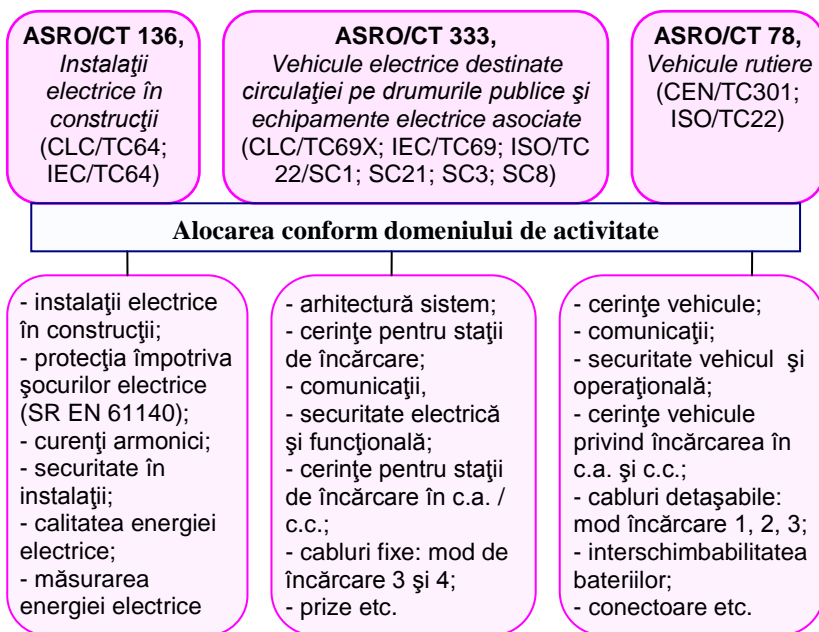 ASRO/CT 136,
Instalaţii
electrice în
construcţii
(CLC/TC64;
IEC/TC64)
ASRO/CT 333,
Vehicule electrice destinate
circulaţiei pe drumurile publice şi
echipamente electrice asociate
(CLC/TC69X; IEC/TC69; ISO/TC
22/SC1; SC21; SC3; SC8)
ASRO/CT 78,
Vehicule rutiere
(CEN/TC301;
ISO/TC22)
Alocarea conform domeniului de activitate
- instalaţii electrice
în construcţii;
- protecţia împotriva
şocurilor electrice
(SR EN 61140);
- curenţi armonici;
- securitate în
instalaţii;
- calitatea energiei
electrice;
- măsurarea
energiei electrice
- arhitectură sistem;
- cerinţe pentru staţii
de încărcare;
- comunicaţii,
- securitate electrică
şi funcţională;
- cerinţe pentru staţii
de încărcare în c.a. /
c.c.;
- cabluri fixe: mod de
încărcare 3 şi 4;
- prize etc.
- cerinţe vehicule;
- comunicaţii;
- securitate vehicul şi
operaţională;
- cerinţe vehicule
privind încărcarea în
c.a. şi c.c.;
- cabluri detaşabile:
mod încărcare 1, 2, 3;
- interschimbabilitatea
bateriilor;
- conectoare etc.